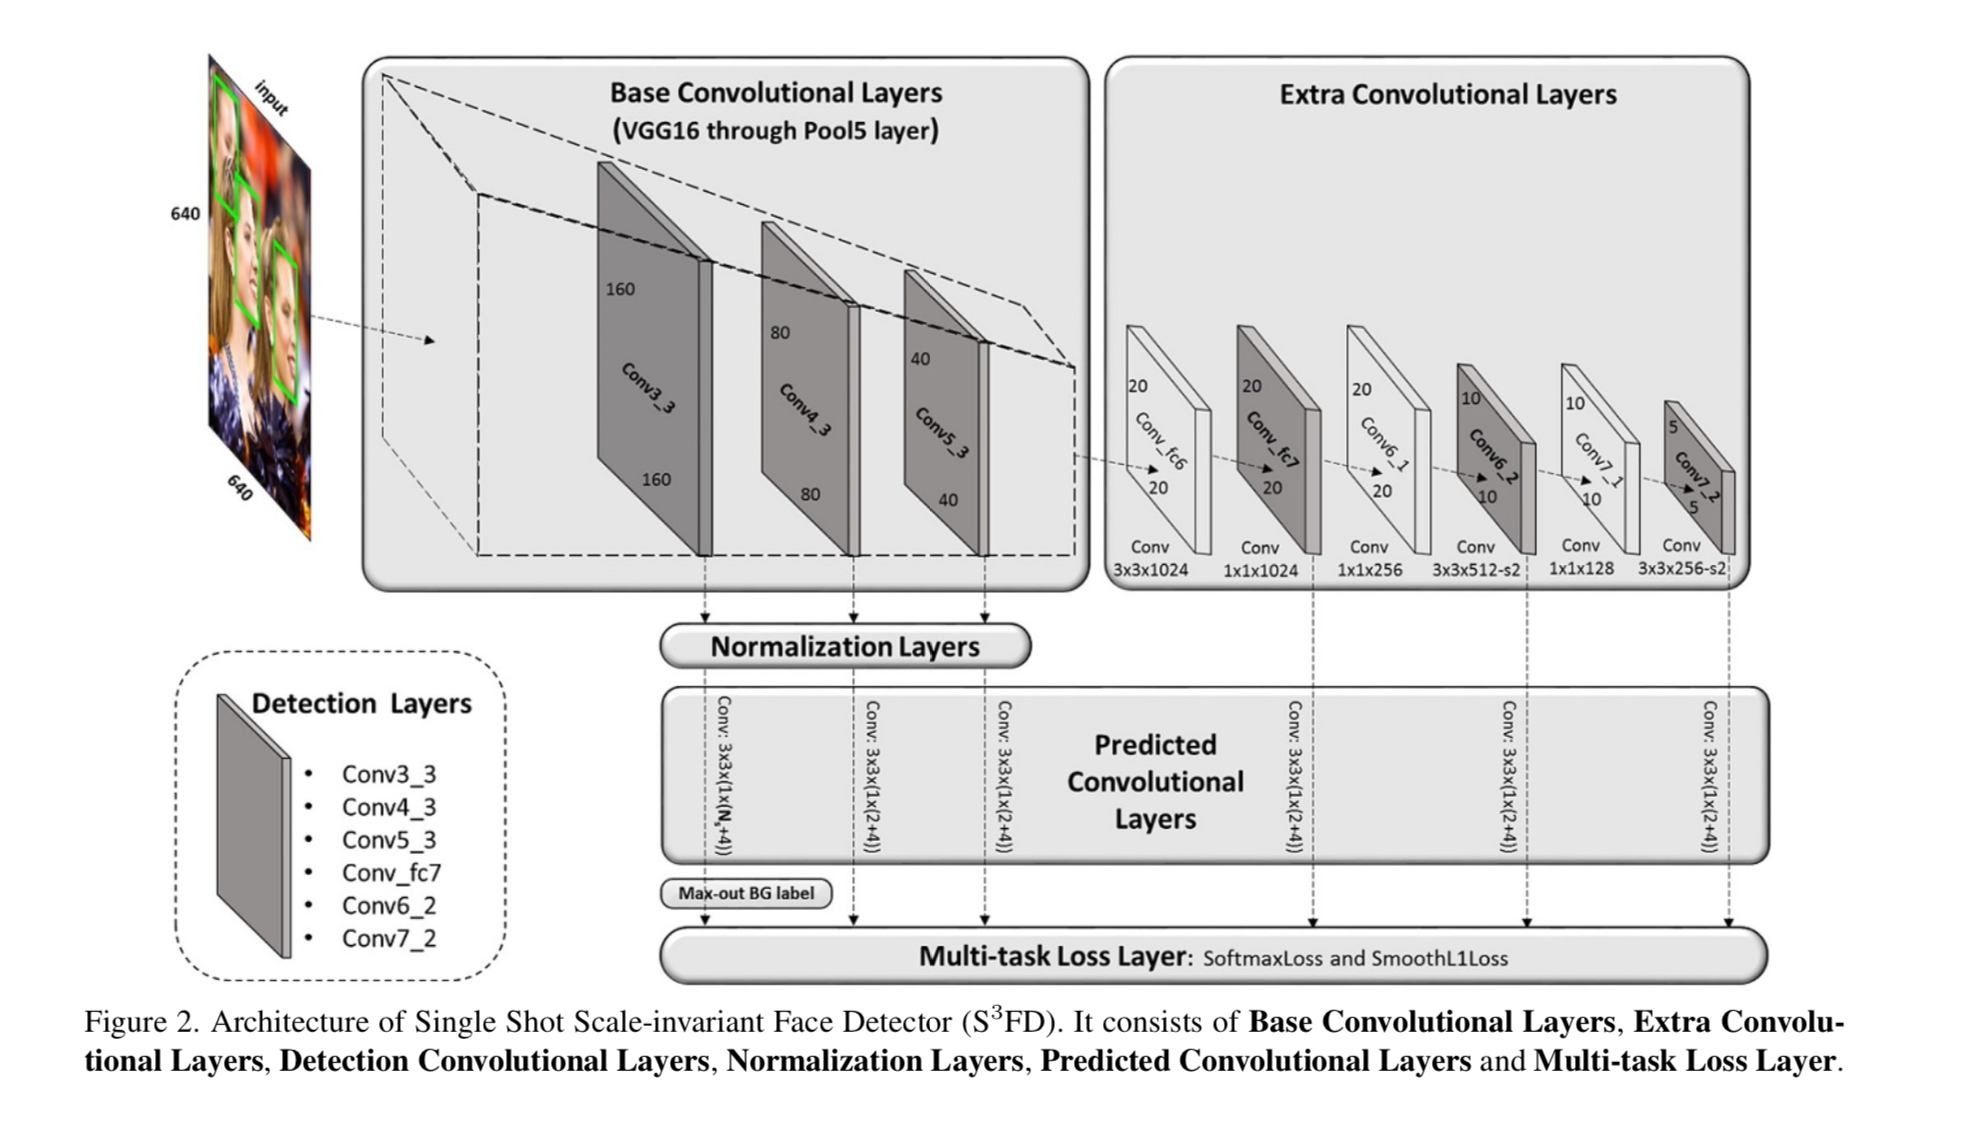 input
640
640
Base Convolutional Layers
(VGG16 through Pool5 layer)
160
Conv3_3
160
80
Conv4_3
80
40
Conv5_3
40
Extra Convolutional Layers
20
Conv_fc6
20
Conv
3x3x1024
20
Conv_fc7
20
Conv
1x1x1024
20
Conv6_1
20
Conv
1x1x256
10
Conv6_2
10
Conv
3x3x512-s2
10
Conv7_1
10
Conv
1x1x128
5
Conv7_2
5
Conv
3x3x256-s2
Normalization Layers
Detection Layers
• Conv3_3
• Conv4_3
• Conv5_3
• Conv_fc7
• Conv6_2
• Conv7_2
Conv: 3x3x(1x(Ns+4))
Conv: 3x3x(1x(2+4))
Conv: 3x3x(1x(2+4))
Predicted
Convolutional
Layers
Conv: 3x3x(1x(2+4))
Conv: 3x3x(1x(2+4))
Conv: 3x3x(1x(2+4))
Max-out BG label
Multi-task Loss Layer: SoftmaxLoss and SmoothL1Loss
Figure 2. Architecture of Single Shot Scale-invariant Face Detector (S³FD). It consists of Base Convolutional Layers, Extra Convolu-
tional Layers, Detection Convolutional Layers, Normalization Layers, Predicted Convolutional Layers and Multi-task Loss Layer.